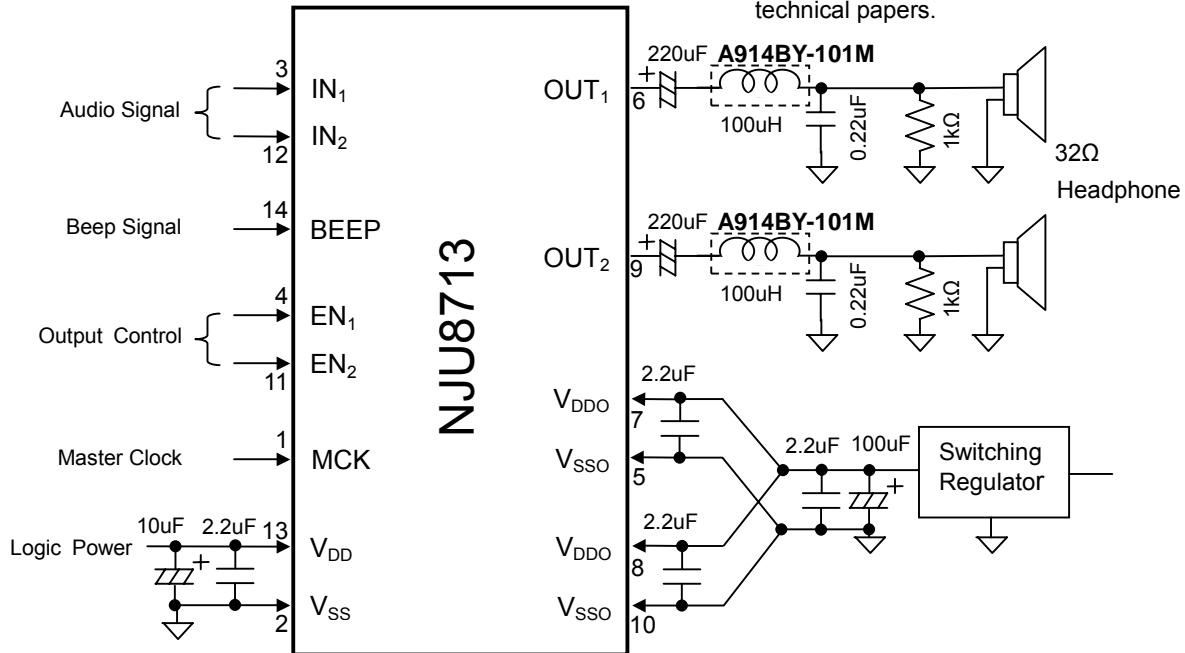 technical papers.
220uF
A914BY-101M
3
IN₁
OUT₁
6
100uH
0.22uF
1kΩ
Audio Signal
IN₂
12
32Ω
Headphone
14
Beep Signal
BEEP
220uF
A914BY-101M
OUT₂
9
100uH
0.22uF
1kΩ
NJU8713
4
EN₁
Output Control
EN₂
11
2.2uF
VDDO
7
1
Master Clock
MCK
VSSO
5
2.2uF
100uF
Switching
Regulator
10uF
2.2uF
13
Logic Power
VDD
2.2uF
VDDO
8
VSS
2
VSSO
10
+
+
+
+